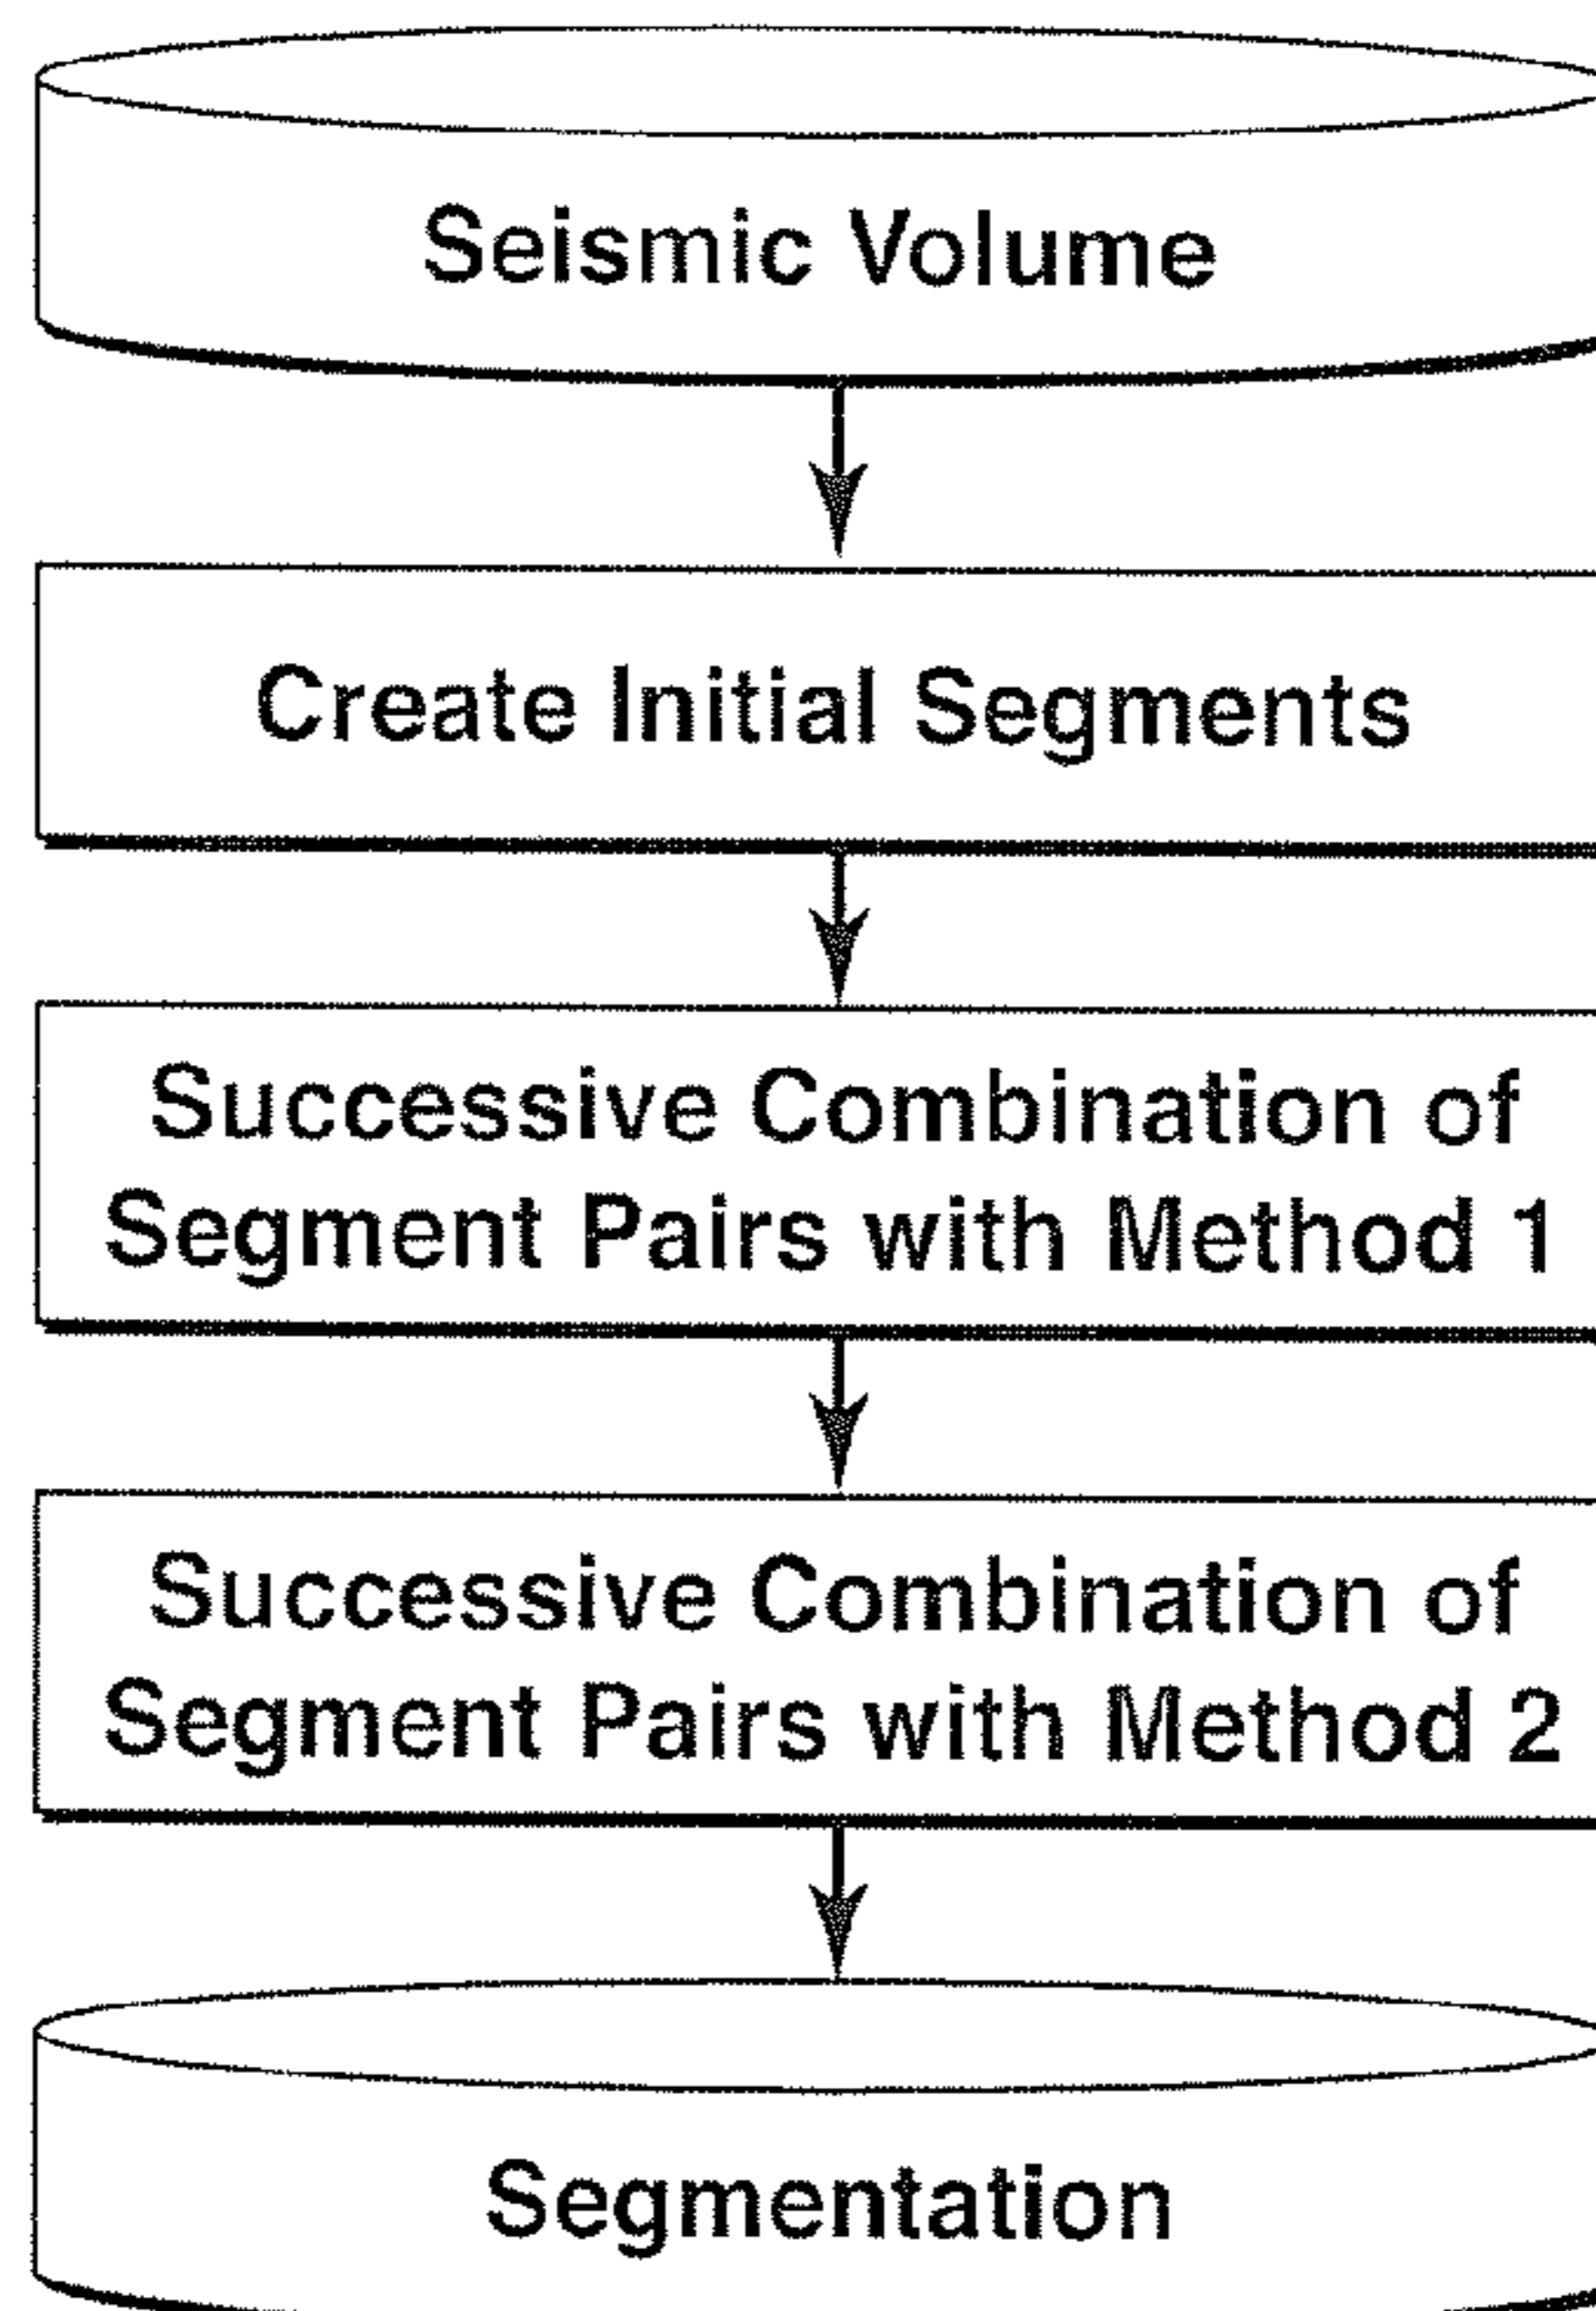 Seismic Volume
Create Initial Segments
Successive Combination of
Segment Pairs with Method 1
Successive Combination of
Segment Pairs with Method 2
Segmentation